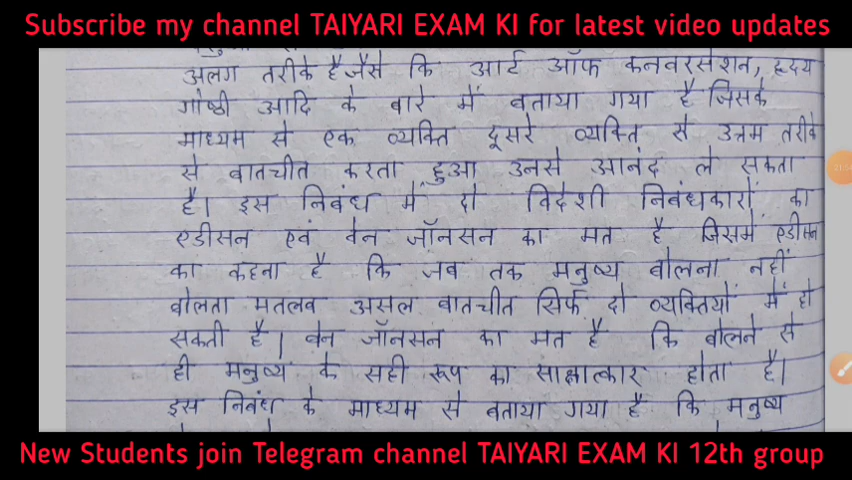 Subscribe my channel TAIYARI EXAM KI for latest video updates
अलग तरीके है जैसे कि आर्ट ऑफ कनवरसेशन, हृदय
गोष्ठी आदि के बारे में बताया गया है जिसके
माध्यम से एक व्यक्ति दूसरे व्यक्ति से उत्तम तरीके
से बातचीत करता हुआ उनसे आनंद ले सकता
है। इस निबंध में दो विदेशी निबंधकारों का
एडीसन एवं वेन जॉनसन का मत है जिसमें एडीसन
का कहना है कि जब तक मनुष्य बोलना नहीं
बोलता मतलब असल बातचीत सिर्फ दो व्यक्तियों में हो
सकती है। वेन जॉनसन का मत है कि बोलने से
ही मनुष्य के सही रूप का साक्षात्कार होता है।
इस निबंध के माध्यम से बताया गया है कि मनुष्य
New Students join Telegram channel TAIYARI EXAM KI 12th group